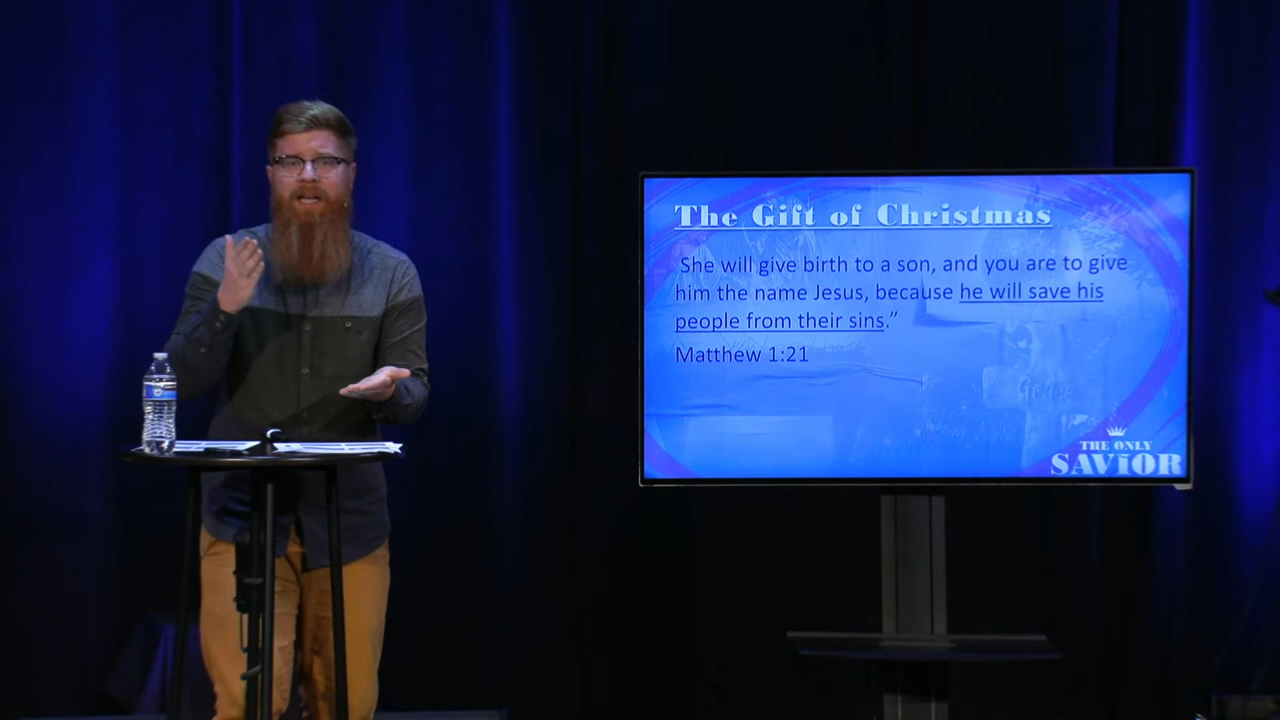 The Gift of Christmas
She will give birth to a son, and you are to give
him the name Jesus, because he will save his
people from their sins.”
Matthew 1:21
Grace
THE ONLY
SAVIOR